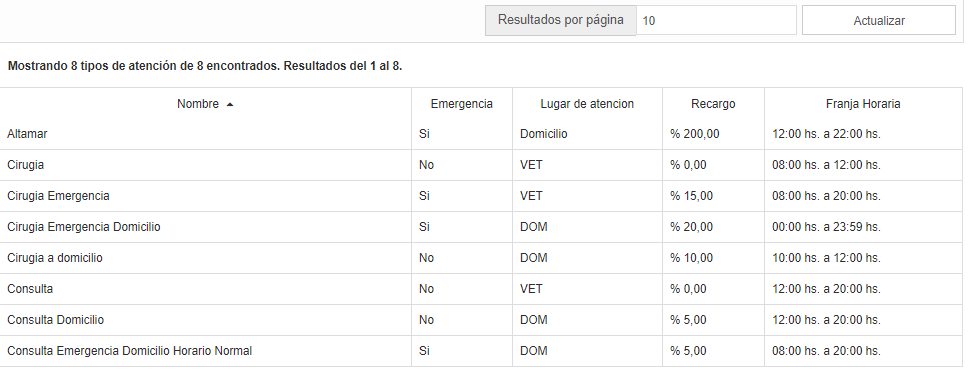 Resultados por página 10 Actualizar
Mostrando 8 tipos de atención de 8 encontrados. Resultados del 1 al 8.
Nombre Emergencia Lugar de atencion Recargo Franja Horaria
Altamar Si Domicilio % 200,00 12:00 hs. a 22:00 hs.
Cirugia No VET % 0,00 08:00 hs. a 12:00 hs.
Cirugia Emergencia Si VET % 15,00 08:00 hs. a 20:00 hs.
Cirugia Emergencia Domicilio Si DOM % 20,00 00:00 hs. a 23:59 hs.
Cirugia a domicilio No DOM % 10,00 10:00 hs. a 12:00 hs.
Consulta No VET % 0,00 12:00 hs. a 20:00 hs.
Consulta Domicilio No DOM % 5,00 12:00 hs. a 20:00 hs.
Consulta Emergencia Domicilio Horario Normal Si DOM % 5,00 08:00 hs. a 20:00 hs.